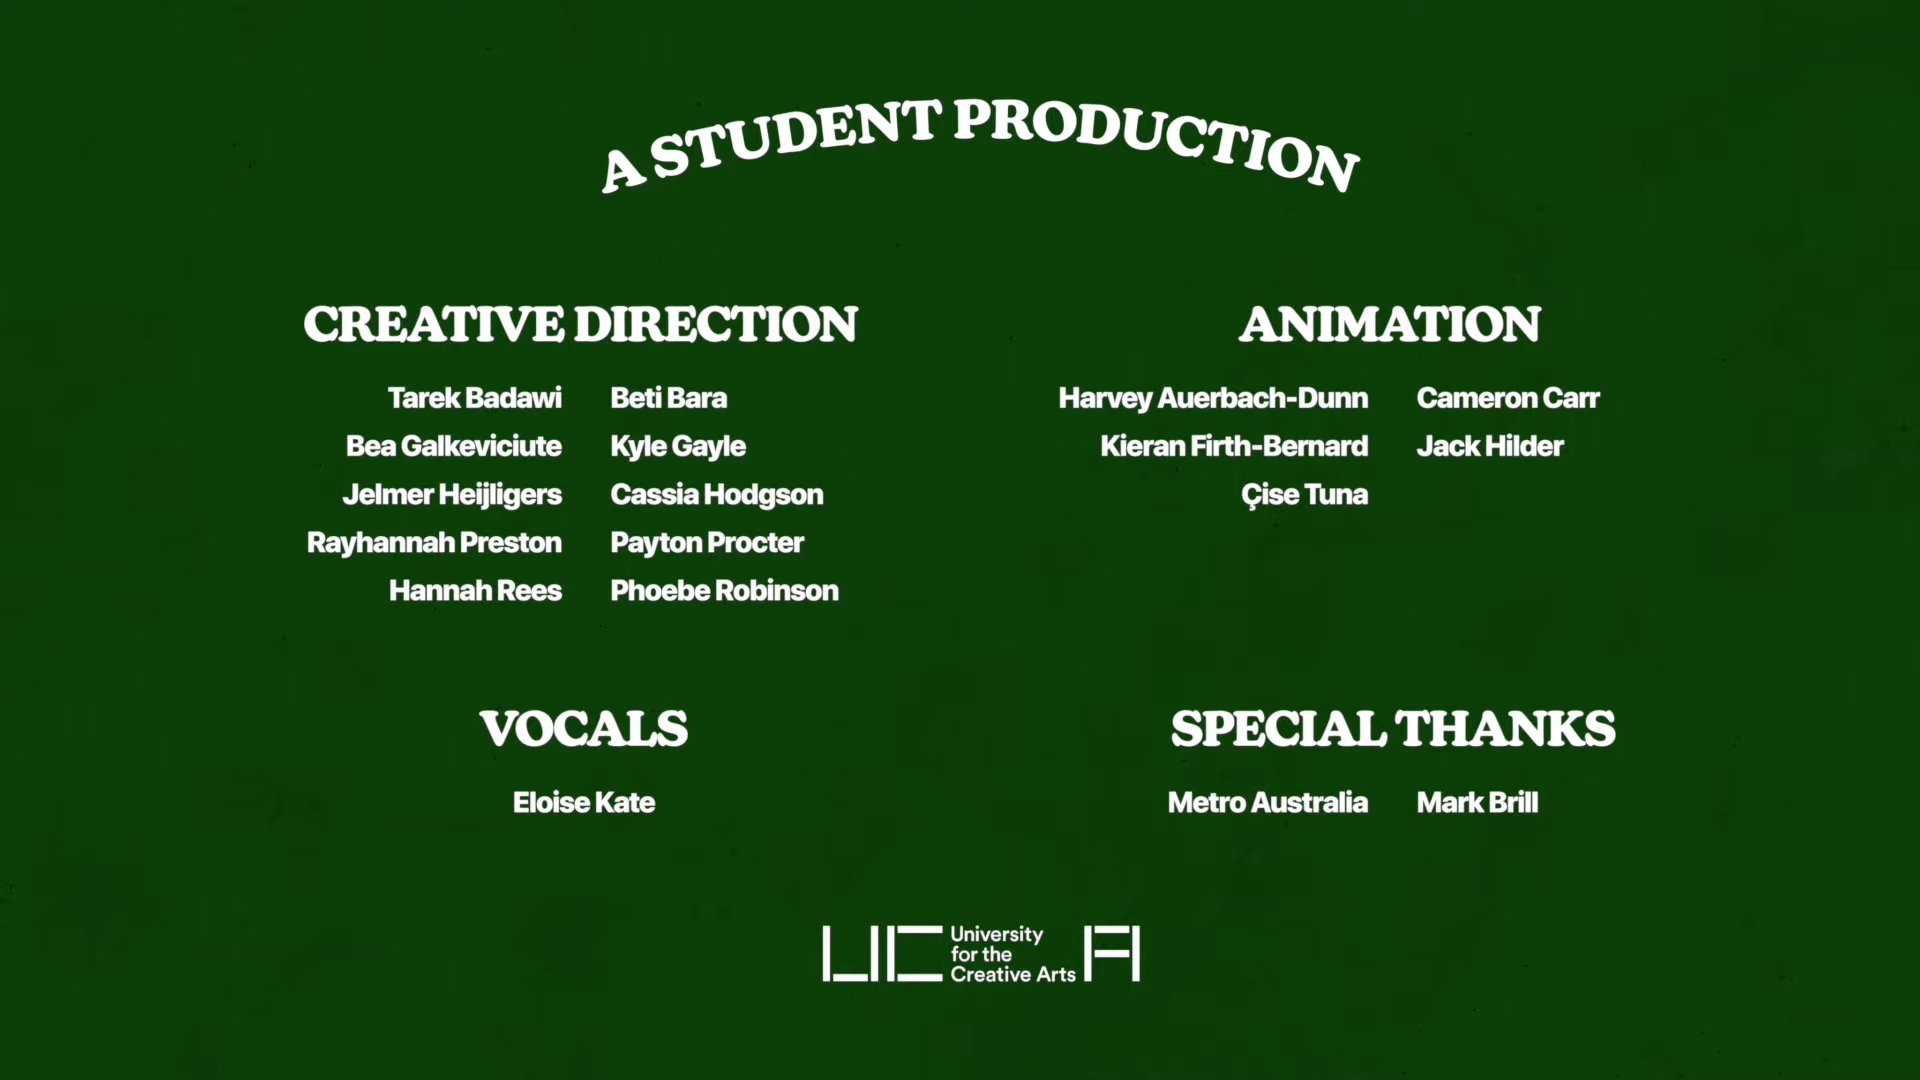 A STUDENT PRODUCTION
CREATIVE DIRECTION
Tarek Badawi Beti Bara
Bea Galkeviciute Kyle Gayle
Jelmer Heijligers Cassia Hodgson
Rayhannah Preston Payton Procter
Hannah Rees Phoebe Robinson
ANIMATION
Harvey Auerbach-Dunn Cameron Carr
Kieran Firth-Bernard Jack Hilder
Çise Tuna
VOCALS
Eloise Kate
SPECIAL THANKS
Metro Australia Mark Brill
UC University for the Creative Arts A